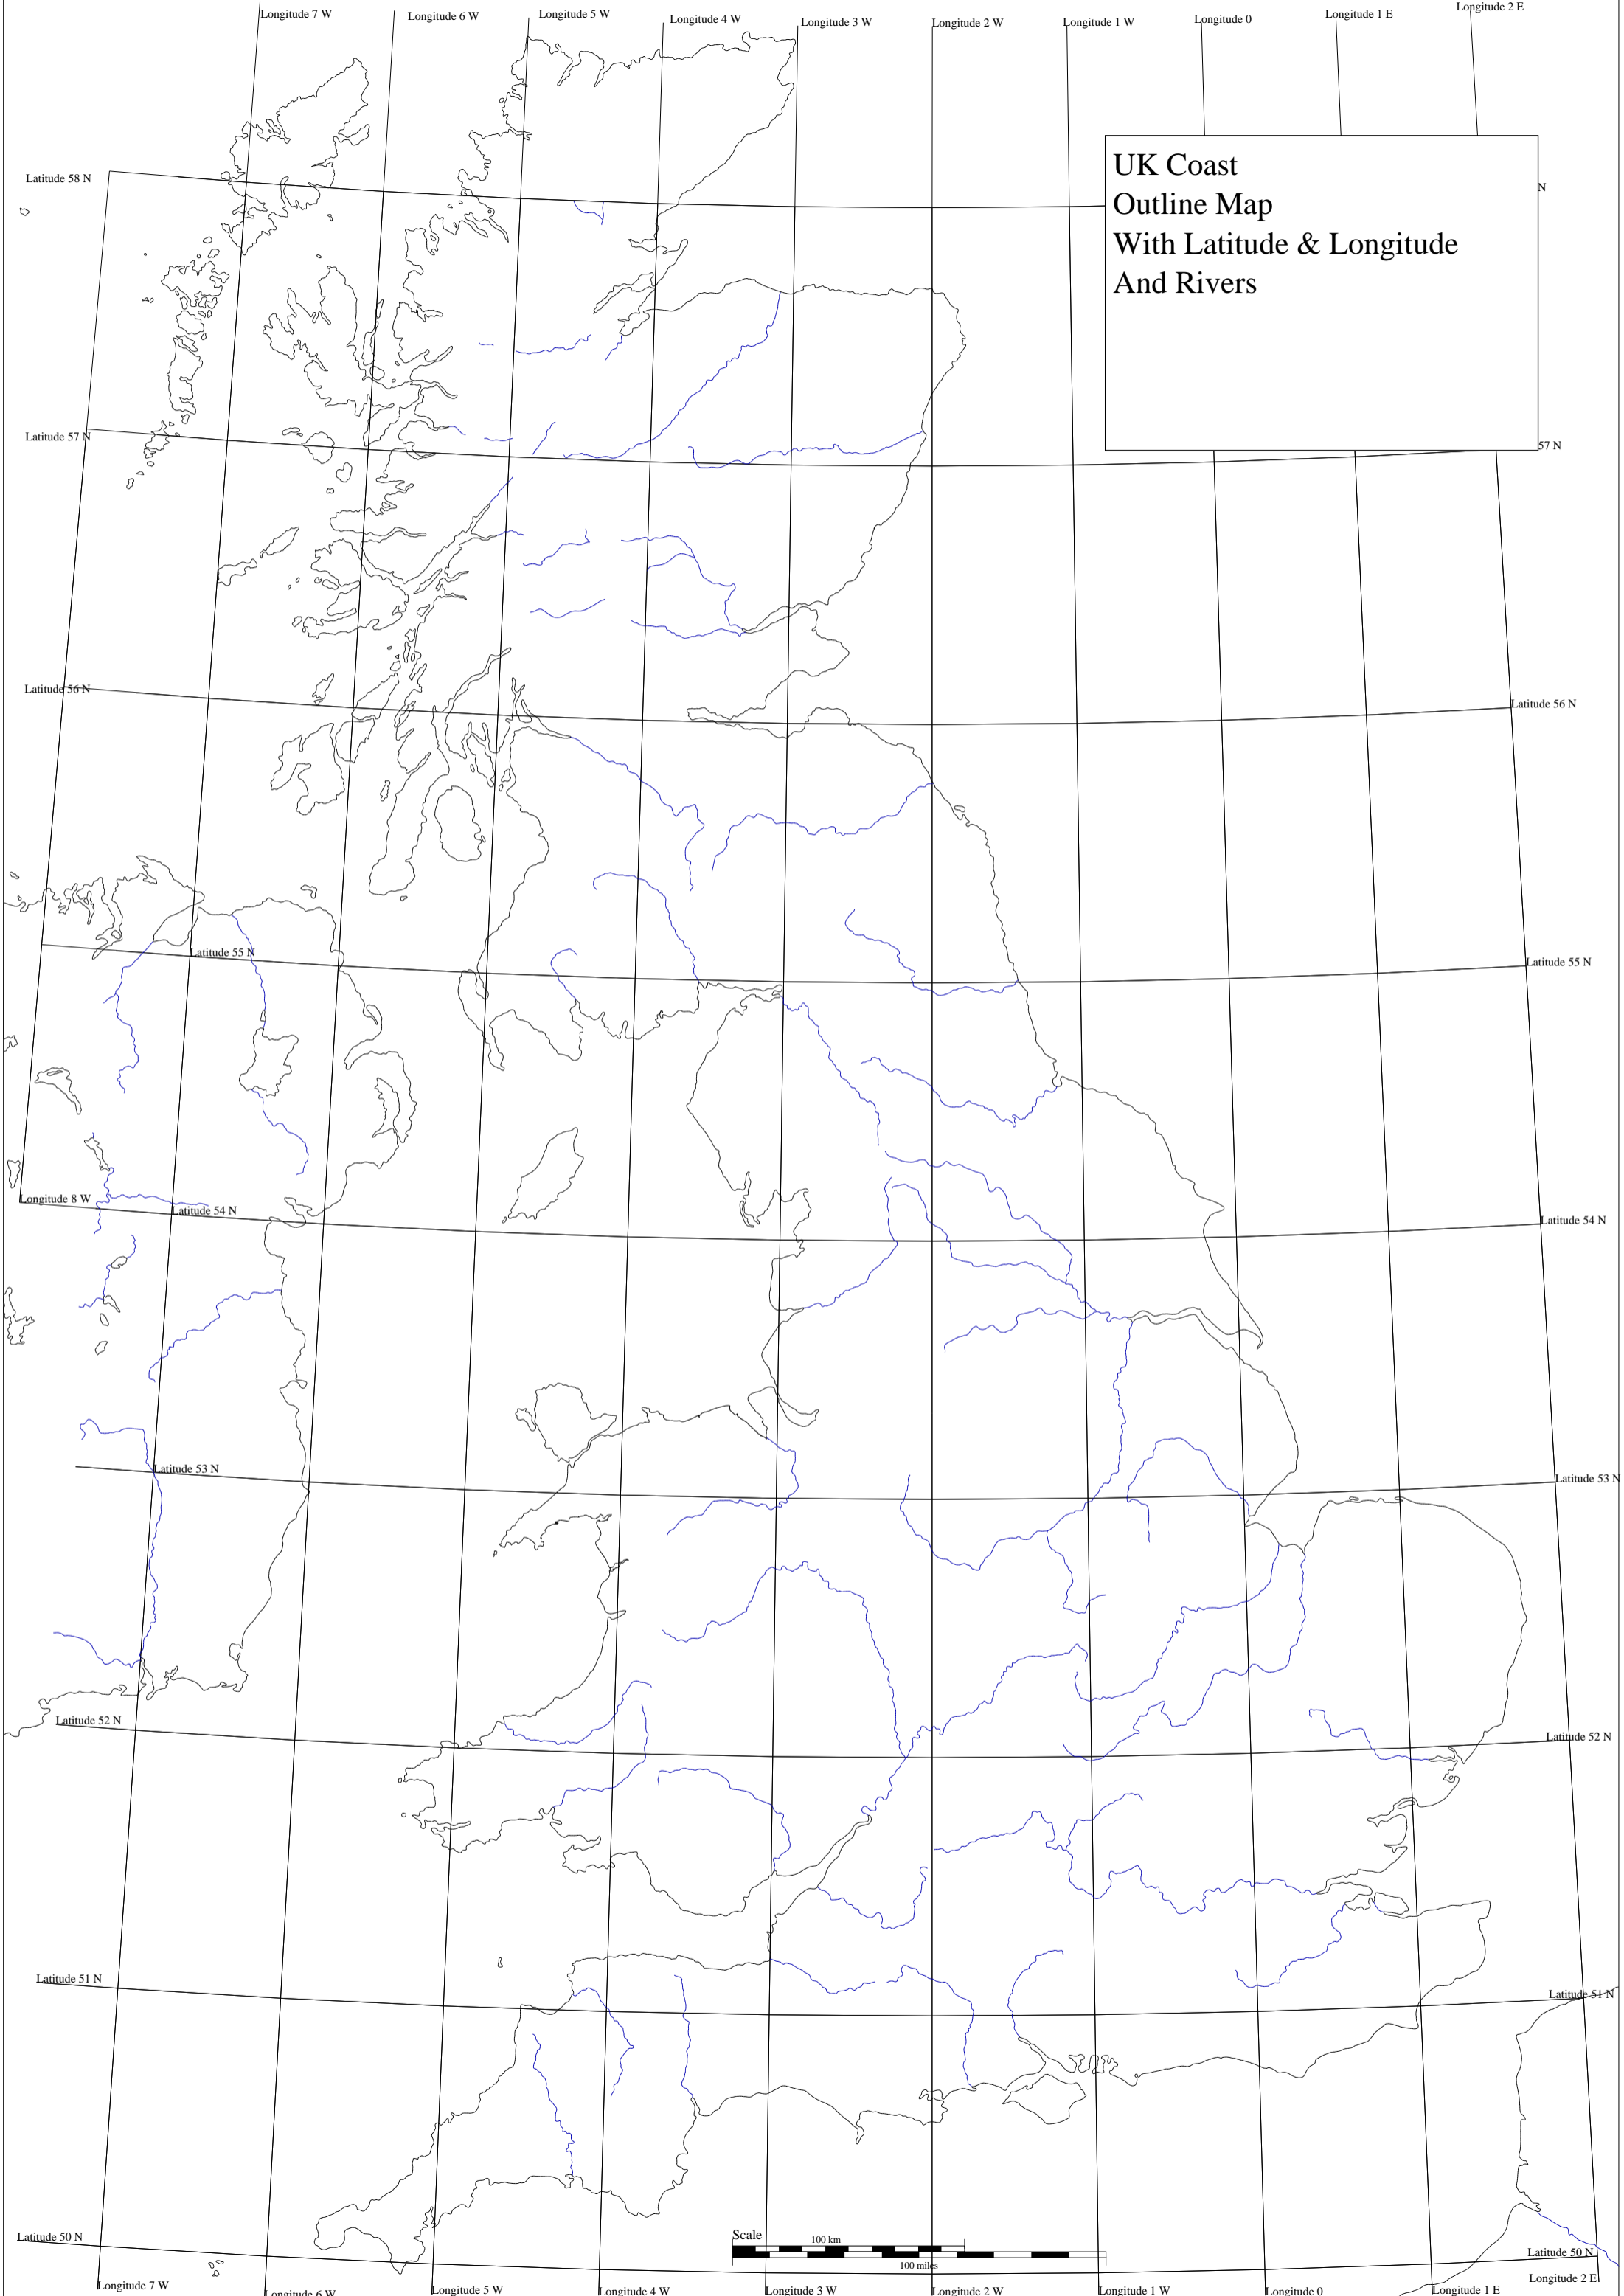 Longitude 7 W
Longitude 6 W
Longitude 5 W
Longitude 4 W
Longitude 3 W
Longitude 2 W
Longitude 1 W
Longitude 0
Longitude 1 E
Longitude 2 E
UK Coast
Outline Map
With Latitude & Longitude
And Rivers
Latitude 58 N
N
Latitude 57 N
57 N
Latitude 56 N
Latitude 56 N
Latitude 55 N
Latitude 55 N
Longitude 8 W
Latitude 54 N
Latitude 54 N
Latitude 53 N
Latitude 53 N
Latitude 52 N
Latitude 52 N
Latitude 51 N
Latitude 51 N
Latitude 50 N
Latitude 50 N
Scale
100 km
100 miles
Longitude 7 W
Longitude 6 W
Longitude 5 W
Longitude 4 W
Longitude 3 W
Longitude 2 W
Longitude 1 W
Longitude 0
Longitude 1 E
Longitude 2 E